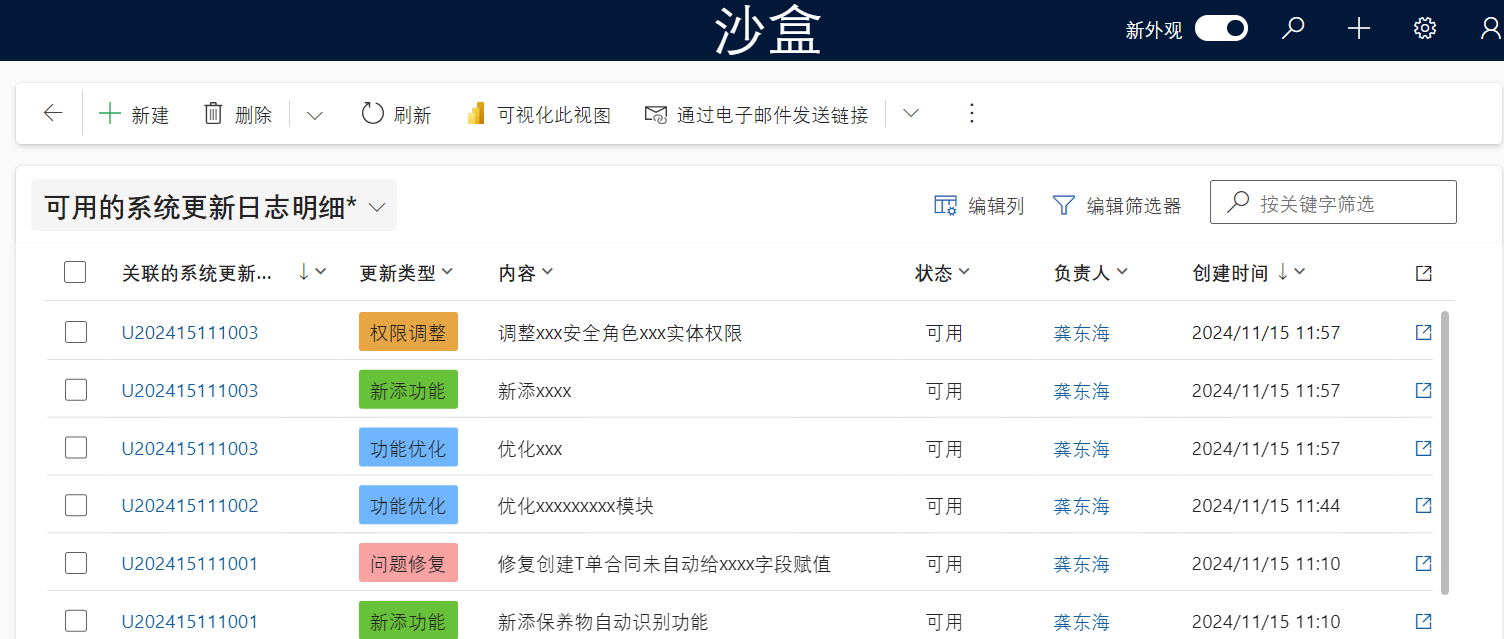 沙盒
新外观
新建 删除 刷新 可视化此视图 通过电子邮件发送链接
可用的系统更新日志明细*
编辑列 编辑筛选器 按关键字筛选
关联的系统更新... 更新类型 内容 状态 负责人 创建时间
U202415111003 权限调整 调整xxx安全角色xxx实体权限 可用 龚东海 2024/11/15 11:57
U202415111003 新添功能 新添xxxx 可用 龚东海 2024/11/15 11:57
U202415111003 功能优化 优化xxx 可用 龚东海 2024/11/15 11:57
U202415111002 功能优化 优化xxxxxxxxx模块 可用 龚东海 2024/11/15 11:44
U202415111001 问题修复 修复创建T单合同未自动给xxxx字段赋值 可用 龚东海 2024/11/15 11:10
U202415111001 新添功能 新添保养物自动识别功能 可用 龚东海 2024/11/15 11:10